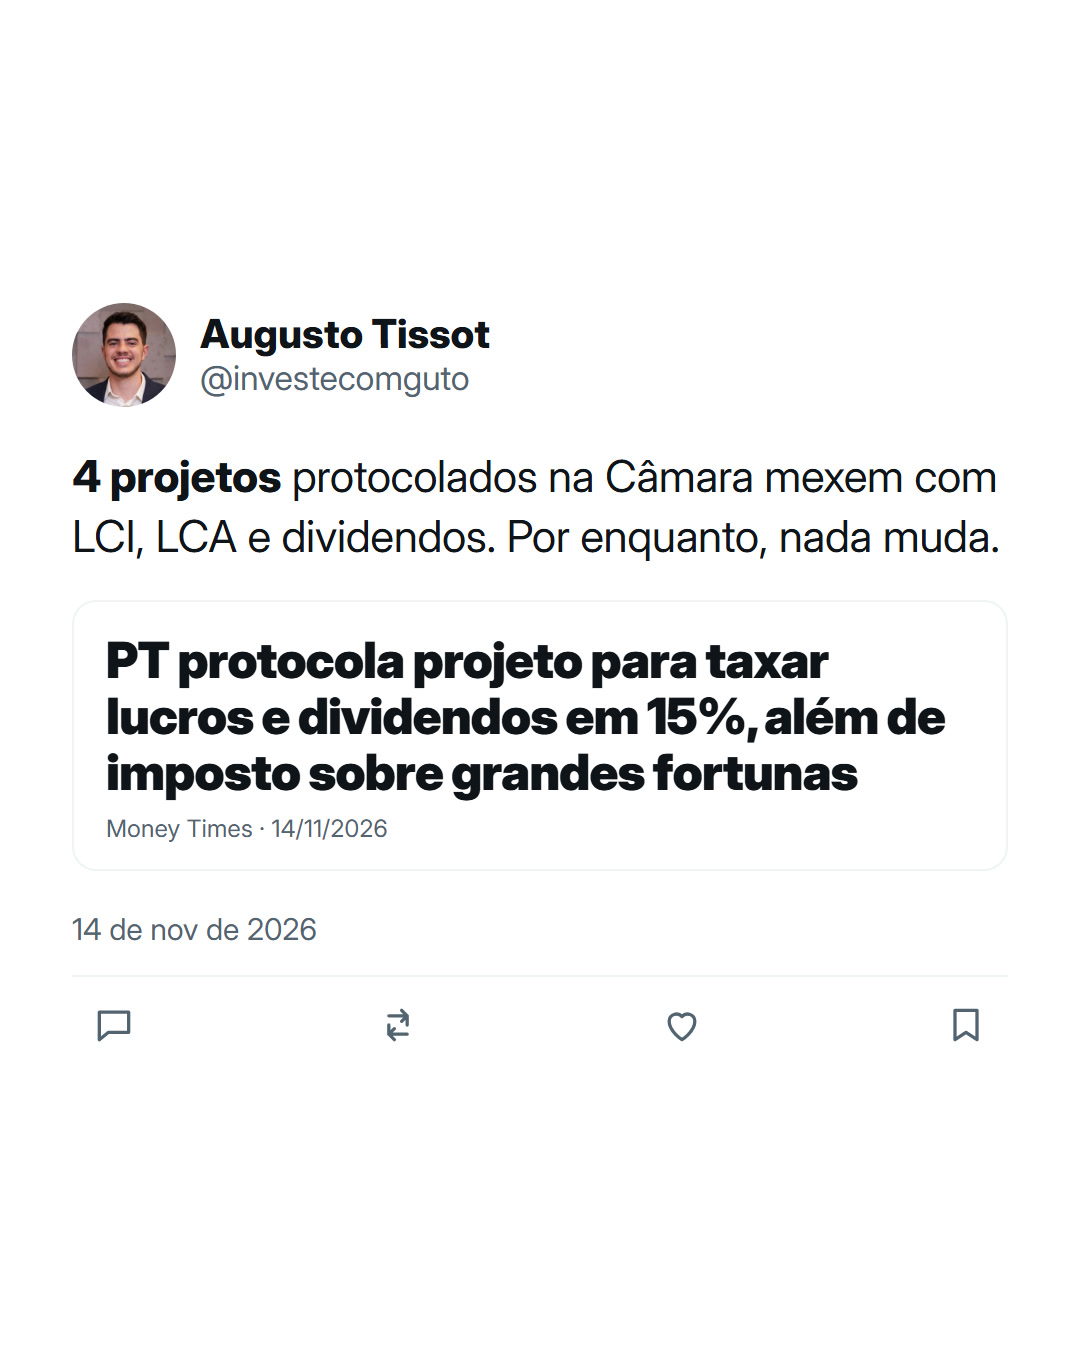 Augusto Tissot
@investecomguto
4 projetos protocolados na Câmara mexem com
LCI, LCA e dividendos. Por enquanto, nada muda.
PT protocola projeto para taxar
lucros e dividendos em 15%, além de
imposto sobre grandes fortunas
Money Times · 14/11/2026
14 de nov de 2026